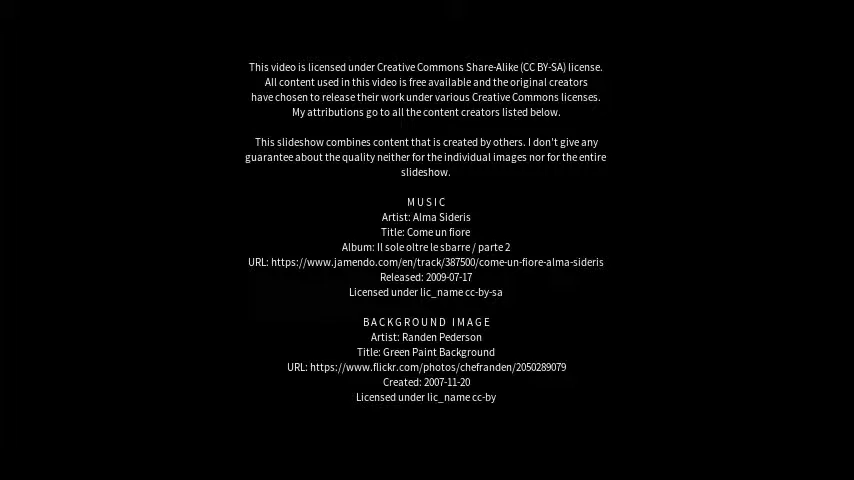 This video is licensed under Creative Commons Share-Alike (CC BY-SA) license.
All content used in this video is free available and the original creators
have chosen to release their work under various Creative Commons licenses.
My attributions go to all the content creators listed below.
This slideshow combines content that is created by others. I don't give any
guarantee about the quality neither for the individual images nor for the entire
slideshow.
MUSIC
Artist: Alma Sideris
Title: Come un fiore
Album: Il sole oltre le sbarre / parte 2
URL: https://www.jamendo.com/en/track/387500/come-un-fiore-alma-sideris
Released: 2009-07-17
Licensed under lic_name cc-by-sa
BACKGROUND IMAGE
Artist: Randen Pederson
Title: Green Paint Background
URL: https://www.flickr.com/photos/chefranden/2050289079
Created: 2007-11-20
Licensed under lic_name cc-by